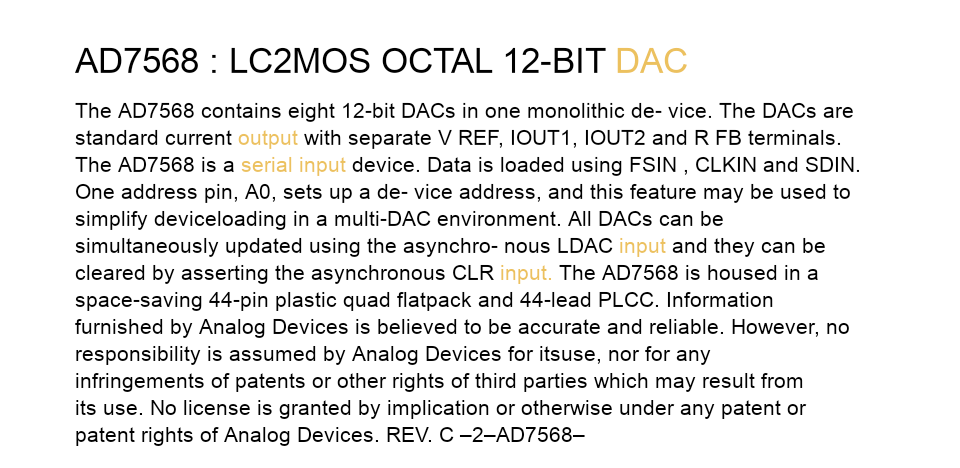 AD7568 : LC2MOS OCTAL 12-BIT DAC
The AD7568 contains eight 12-bit DACs in one monolithic de- vice. The DACs are
standard current output with separate V REF, IOUT1, IOUT2 and R FB terminals.
The AD7568 is a serial input device. Data is loaded using FSIN , CLKIN and SDIN.
One address pin, A0, sets up a de- vice address, and this feature may be used to
simplify deviceloading in a multi-DAC environment. All DACs can be
simultaneously updated using the asynchro- nous LDAC input and they can be
cleared by asserting the asynchronous CLR input. The AD7568 is housed in a
space-saving 44-pin plastic quad flatpack and 44-lead PLCC. Information
furnished by Analog Devices is believed to be accurate and reliable. However, no
responsibility is assumed by Analog Devices for itsuse, nor for any
infringements of patents or other rights of third parties which may result from
its use. No license is granted by implication or otherwise under any patent or
patent rights of Analog Devices. REV. C –2–AD7568–